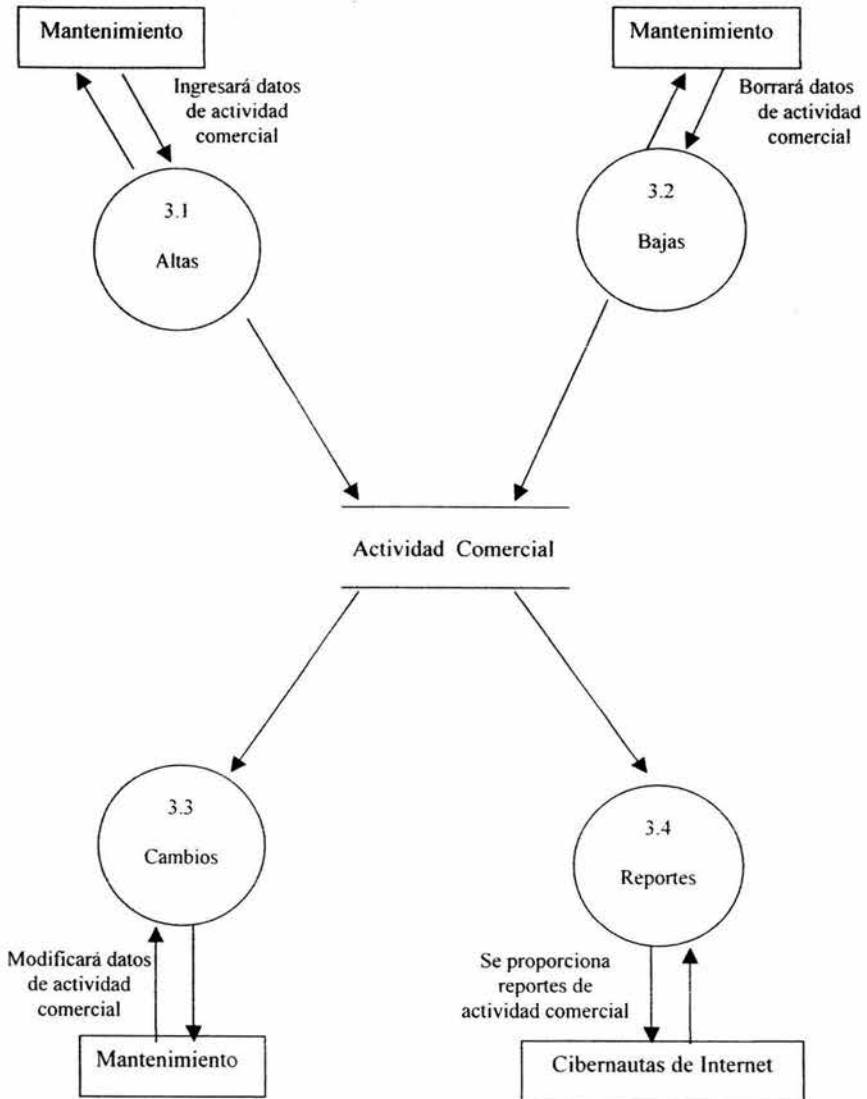 Mantenimiento
Mantenimiento
Ingresará datos
de actividad
comercial
Borrará datos
de actividad
comercial
3.1
Altas
3.2
Bajas
Actividad Comercial
3.3
Cambios
3.4
Reportes
Modificará datos
de actividad
comercial
Se proporciona
reportes de
actividad comercial
Mantenimiento
Cibernautas de Internet